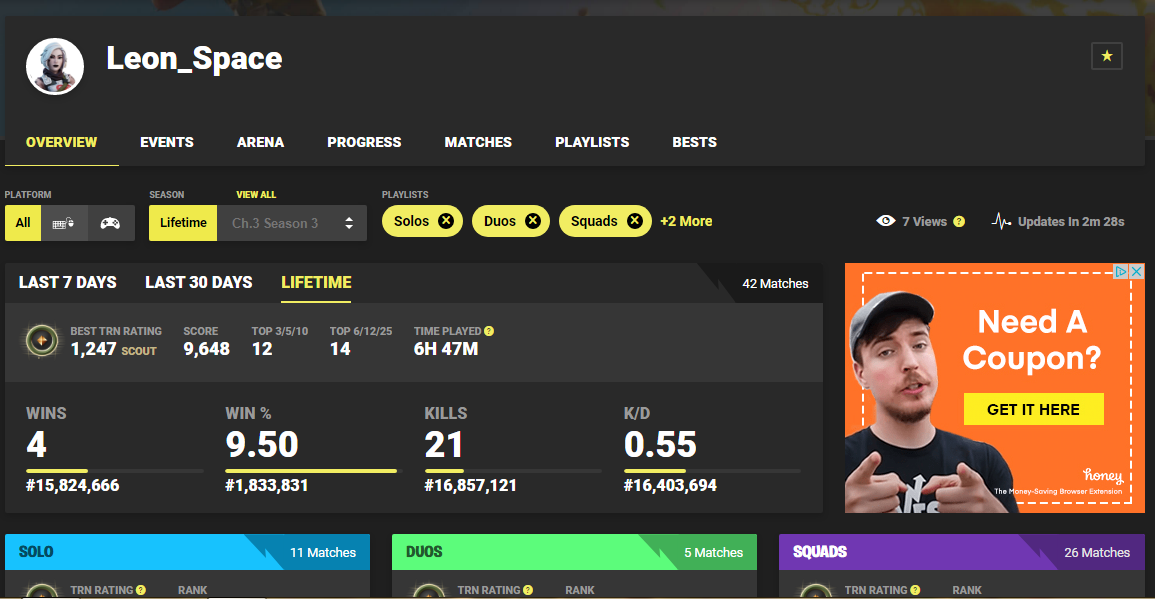 Leon_Space
OVERVIEW EVENTS ARENA PROGRESS MATCHES PLAYLISTS BESTS
PLATFORM SEASON VIEW ALL PLAYLISTS
All Lifetime Ch.3 Season 3 Solos Duos Squads +2 More 7 Views ? Updates In 2m 28s
LAST 7 DAYS LAST 30 DAYS LIFETIME 42 Matches
BEST TRN RATING SCORE TOP 3/5/10 TOP 6/12/25 TIME PLAYED ?
1,247 SCOUT 9,648 12 14 6H 47M
WINS WIN % KILLS K/D
4 9.50 21 0.55
#15,824,666 #1,833,831 #16,857,121 #16,403,694
Need A
Coupon?
GET IT HERE
honey
The Money-Saving Browser Extension
SOLO 11 Matches DUOS 5 Matches SQUADS 26 Matches
TRN RATING ? RANK TRN RATING ? RANK TRN RATING ? RANK